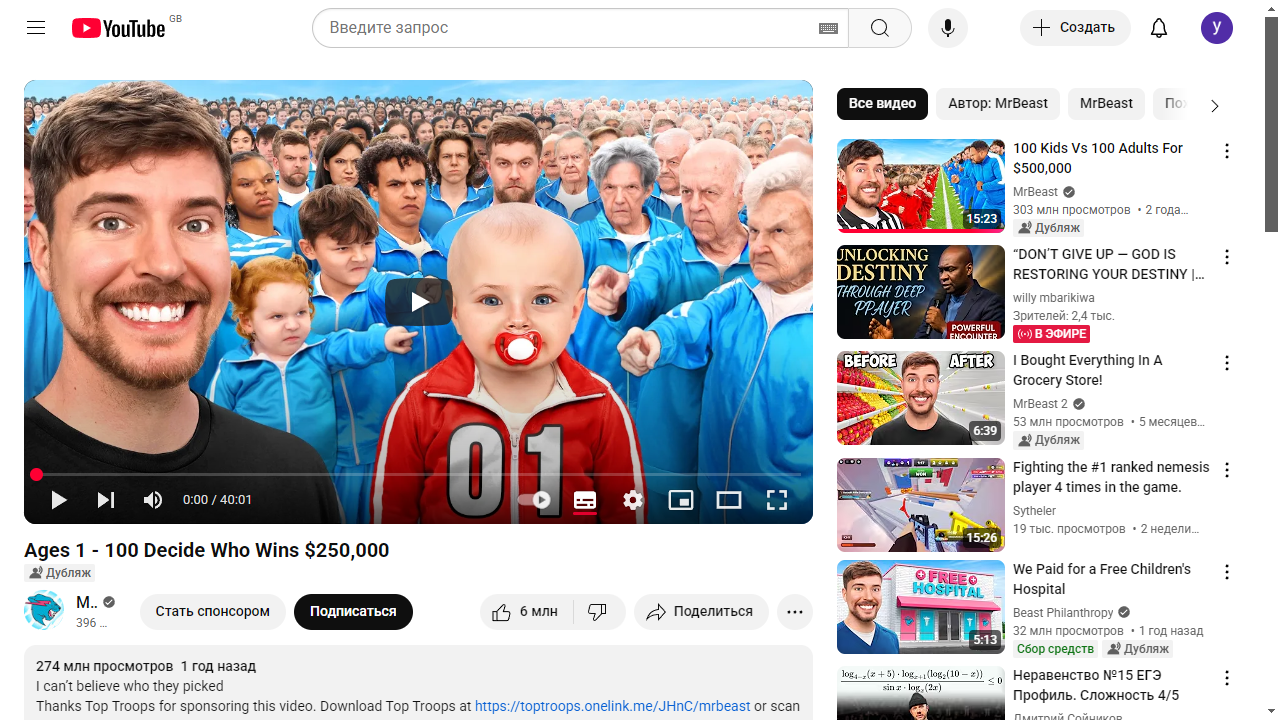 YouTube GB
Введите запрос
Создать
y
01
0:00 / 40:01
Ages 1 - 100 Decide Who Wins $250,000
Дубляж
M..
396 ...
Стать спонсором
Подписаться
6 млн
Поделиться
274 млн просмотров 1 год назад
I can't believe who they picked
Thanks Top Troops for sponsoring this video. Download Top Troops at https://toptroops.onelink.me/JHnC/mrbeast or scan
Все видео
Автор: MrBeast
MrBeast
По
15:23
100 Kids Vs 100 Adults For
$500,000
MrBeast
303 млн просмотров • 2 года...
Дубляж
UNLOCKING
DESTINY
THROUGH DEEP
PRAYER
POWERFUL
ENCOUNTER
“DON’T GIVE UP — GOD IS
RESTORING YOUR DESTINY |...
willy mbarikiwa
Зрителей: 2,4 тыс.
В ЭФИРЕ
BEFORE AFTER
6:39
I Bought Everything In A
Grocery Store!
MrBeast 2
53 млн просмотров • 5 месяцев...
Дубляж
15:26
Fighting the #1 ranked nemesis
player 4 times in the game.
Sytheler
19 тыс. просмотров • 2 недели...
FREE
HOSPITAL
5:13
We Paid for a Free Children's
Hospital
Beast Philanthropy
32 млн просмотров • 1 год назад
Сбор средств
Дубляж
log₄₋ₓ(x + 5) · logₓ₊₁(log₂(10 − x))
sin x · logₓ(2x)
≤ 0
Неравенство №15 ЕГЭ
Профиль. Сложность 4/5
Дмитрий Сойников